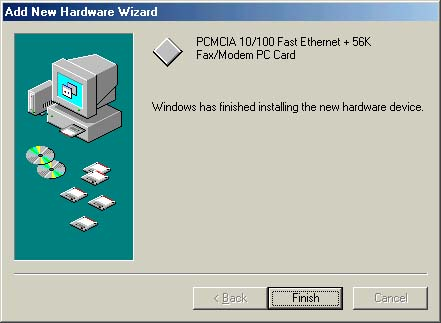 Add New Hardware Wizard
PCMCIA 10/100 Fast Ethernet + 56K
Fax/Modem PC Card
Windows has finished installing the new hardware device.
< Back
Finish
Cancel